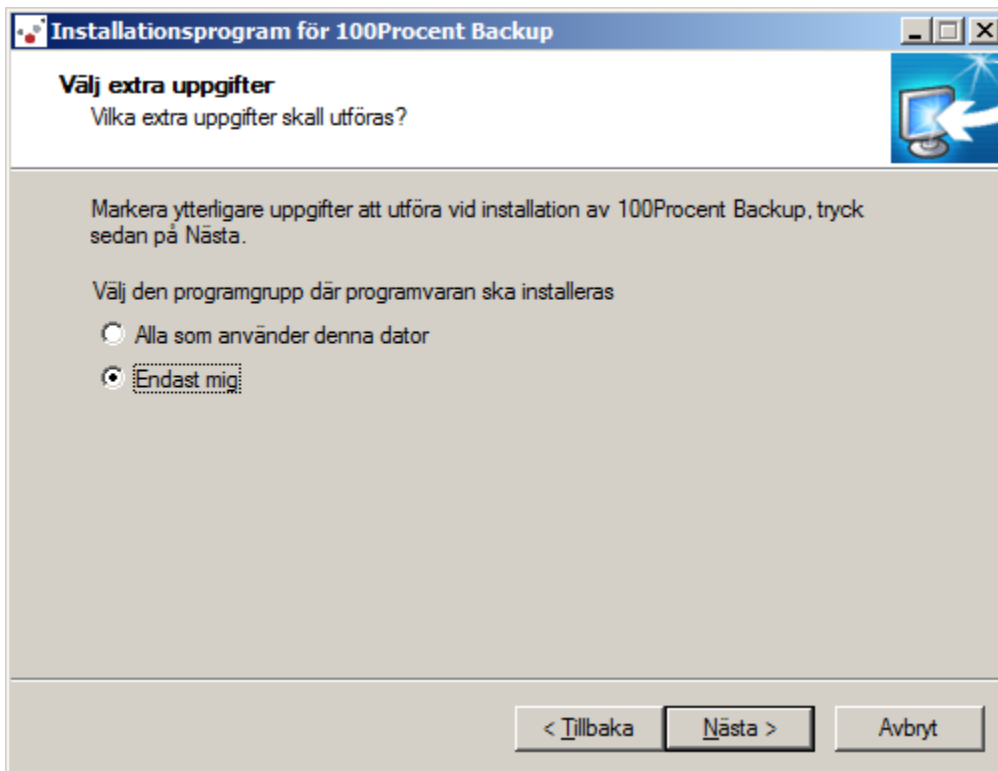 Installationsprogram för 100Procent Backup
Välj extra uppgifter
Vilka extra uppgifter skall utföras?
Markera ytterligare uppgifter att utföra vid installation av 100Procent Backup, tryck
sedan på Nästa.
Välj den programgrupp där programvaran ska installeras
Alla som använder denna dator
Endast mig
< Tillbaka
Nästa >
Avbryt